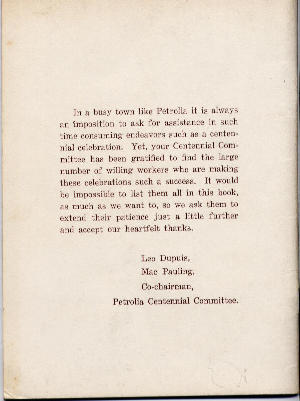 In a busy town like Petrolia it is always
an imposition to ask for assistance in such
time consuming endeavors such as a centen-
nial celebration. Yet, your Centennial Com-
mittee has been gratified to find the large
number of willing workers who are making
these celebrations such a success. It would
be impossible to list them all in this book,
as much as we want to, so we ask them to
extend their patience just a little further
and accept our heartfelt thanks.
Leo Dupuis,
Mac Pauling,
Co-chairman,
Petrolia Centennial Committee.